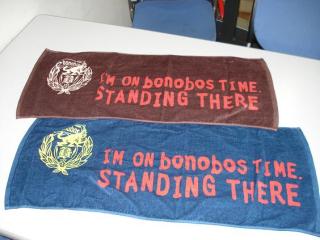 I'M ON bonobos TIME.
STANDING THERE
I'M ON bonobos TIME.
STANDING THERE